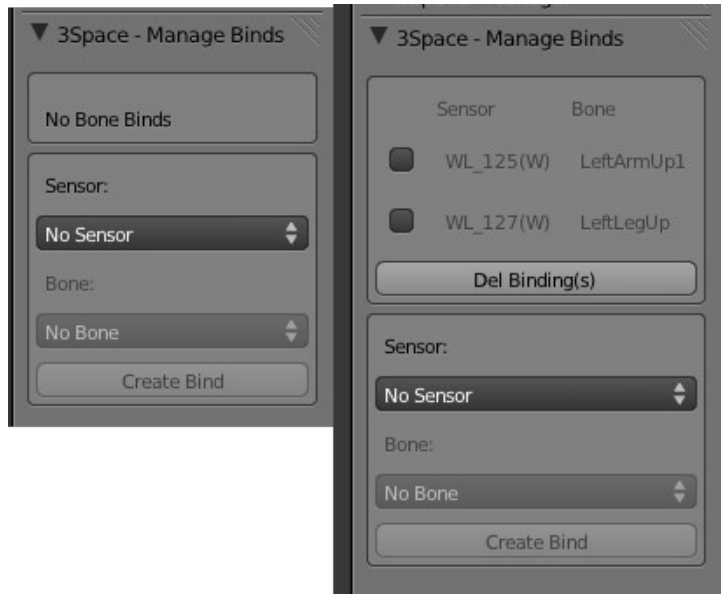 3Space - Manage Binds
No Bone Binds
Sensor:
No Sensor
Bone:
No Bone
Create Bind
3Space - Manage Binds
Sensor Bone
WL_125(W) LeftArmUp1
WL_127(W) LeftLegUp
Del Binding(s)
Sensor:
No Sensor
Bone:
No Bone
Create Bind